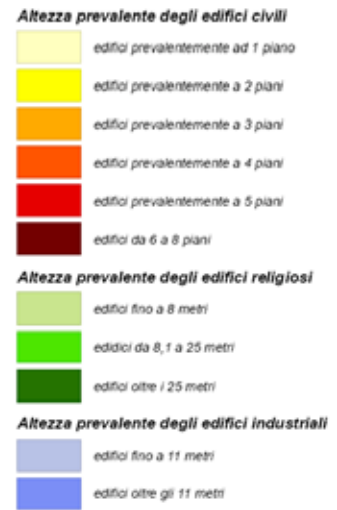 Altezza prevalente degli edifici civili
edifici prevalentemente ad 1 piano
edifici prevalentemente a 2 piani
edifici prevalentemente a 3 piani
edifici prevalentemente a 4 piani
edifici prevalentemente a 5 piani
edifici da 6 a 8 piani
Altezza prevalente degli edifici religiosi
edifici fino a 8 metri
edidici da 8,1 a 25 metri
edifici oltre i 25 metri
Altezza prevalente degli edifici industriali
edifici fino a 11 metri
edifici oltre gli 11 metri